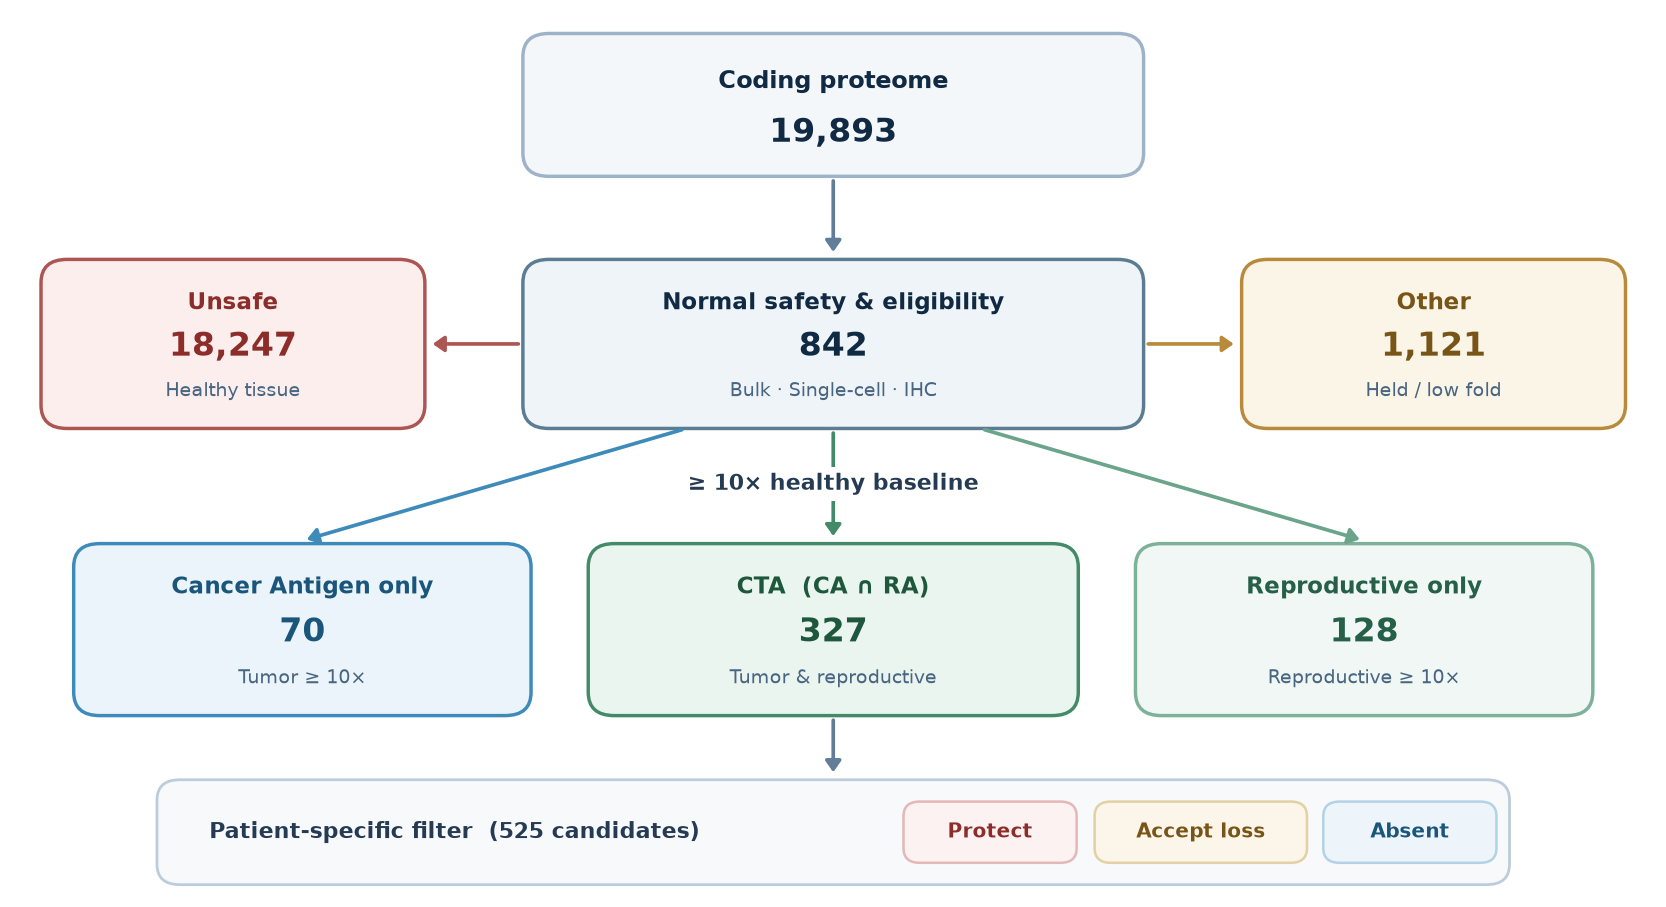 Coding proteome
19,893
Unsafe
18,247
Healthy tissue
Normal safety & eligibility
842
Bulk · Single-cell · IHC
Other
1,121
Held / low fold
≥ 10× healthy baseline
Cancer Antigen only
70
Tumor ≥ 10×
CTA (CA ∩ RA)
327
Tumor & reproductive
Reproductive only
128
Reproductive ≥ 10×
Patient-specific filter (525 candidates)
Protect
Accept loss
Absent